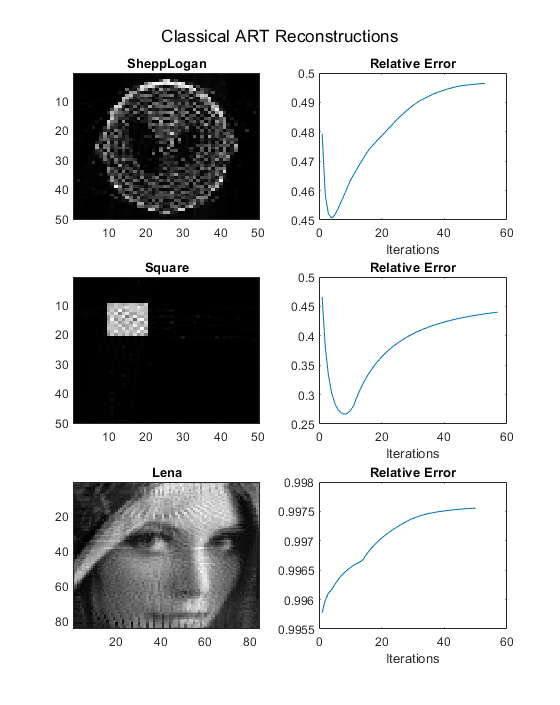 Classical ART Reconstructions
SheppLogan
10
20
30
40
50
10 20 30 40 50
Relative Error
0.5
0.49
0.48
0.47
0.46
0.45
0 20 40 60
Iterations
Square
10
20
30
40
50
10 20 30 40 50
Relative Error
0.5
0.45
0.4
0.35
0.3
0.25
0 20 40 60
Iterations
Lena
20
40
60
80
20 40 60 80
Relative Error
0.998
0.9975
0.997
0.9965
0.996
0.9955
0 20 40 60
Iterations